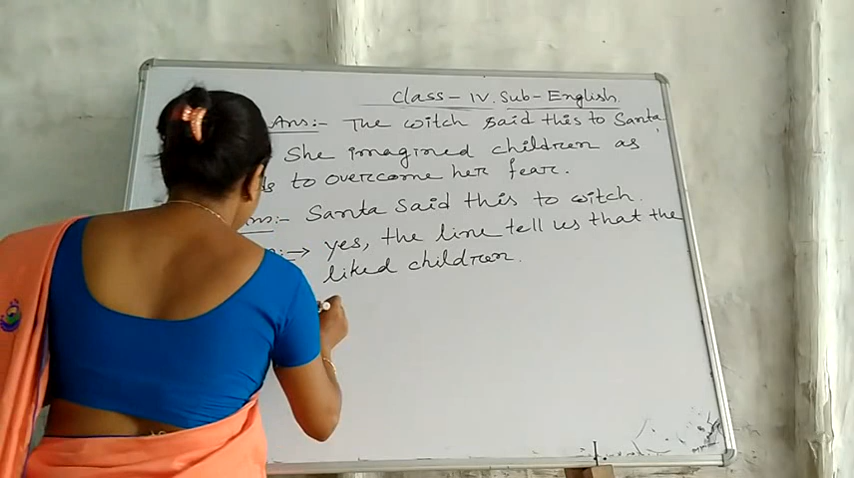 Class - IV. Sub - English.
Ans:- The witch said this to Santa,
She imagined children as
to overcome her fear.
:- Santa said this to witch.
:-→ yes, the line tell us that the
liked children.